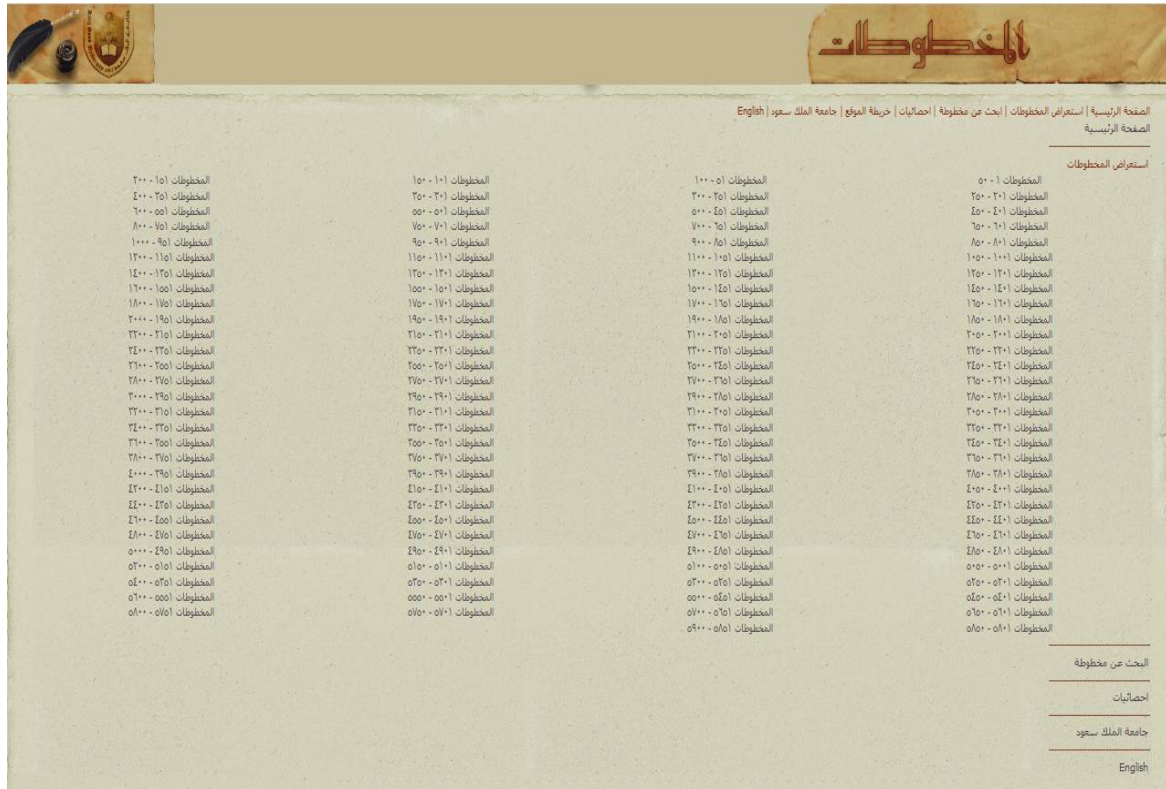 المخطوطات
الصفحة الرئيسية | استعراض المخطوطات | ابحث عن مخطوطة | احصائيات | خريطة الموقع | جامعة الملك سعود | English
الصفحة الرئيسية
استعراض المخطوطات
المخطوطات ١ - ٥٠ المخطوطات ٥١ - ١٠٠ المخطوطات ١٠١ - ١٥٠ المخطوطات ١٥١ - ٢٠٠
المخطوطات ٢٠١ - ٢٥٠ المخطوطات ٢٥١ - ٣٠٠ المخطوطات ٣٠١ - ٣٥٠ المخطوطات ٣٥١ - ٤٠٠
المخطوطات ٤٠١ - ٤٥٠ المخطوطات ٤٥١ - ٥٠٠ المخطوطات ٥٠١ - ٥٥٠ المخطوطات ٥٥١ - ٦٠٠
المخطوطات ٦٠١ - ٦٥٠ المخطوطات ٦٥١ - ٧٠٠ المخطوطات ٧٠١ - ٧٥٠ المخطوطات ٧٥١ - ٨٠٠
المخطوطات ٨٠١ - ٨٥٠ المخطوطات ٨٥١ - ٩٠٠ المخطوطات ٩٠١ - ٩٥٠ المخطوطات ٩٥١ - ١٠٠٠
المخطوطات ١٠٠١ - ١٠٥٠ المخطوطات ١٠٥١ - ١١٠٠ المخطوطات ١١٠١ - ١١٥٠ المخطوطات ١١٥١ - ١٢٠٠
المخطوطات ١٢٠١ - ١٢٥٠ المخطوطات ١٢٥١ - ١٣٠٠ المخطوطات ١٣٠١ - ١٣٥٠ المخطوطات ١٣٥١ - ١٤٠٠
المخطوطات ١٤٠١ - ١٤٥٠ المخطوطات ١٤٥١ - ١٥٠٠ المخطوطات ١٥٠١ - ١٥٥٠ المخطوطات ١٥٥١ - ١٦٠٠
المخطوطات ١٦٠١ - ١٦٥٠ المخطوطات ١٦٥١ - ١٧٠٠ المخطوطات ١٧٠١ - ١٧٥٠ المخطوطات ١٧٥١ - ١٨٠٠
المخطوطات ١٨٠١ - ١٨٥٠ المخطوطات ١٨٥١ - ١٩٠٠ المخطوطات ١٩٠١ - ١٩٥٠ المخطوطات ١٩٥١ - ٢٠٠٠
المخطوطات ٢٠٠١ - ٢٠٥٠ المخطوطات ٢٠٥١ - ٢١٠٠ المخطوطات ٢١٠١ - ٢١٥٠ المخطوطات ٢١٥١ - ٢٢٠٠
المخطوطات ٢٢٠١ - ٢٢٥٠ المخطوطات ٢٢٥١ - ٢٣٠٠ المخطوطات ٢٣٠١ - ٢٣٥٠ المخطوطات ٢٣٥١ - ٢٤٠٠
المخطوطات ٢٤٠١ - ٢٤٥٠ المخطوطات ٢٤٥١ - ٢٥٠٠ المخطوطات ٢٥٠١ - ٢٥٥٠ المخطوطات ٢٥٥١ - ٢٦٠٠
المخطوطات ٢٦٠١ - ٢٦٥٠ المخطوطات ٢٦٥١ - ٢٧٠٠ المخطوطات ٢٧٠١ - ٢٧٥٠ المخطوطات ٢٧٥١ - ٢٨٠٠
المخطوطات ٢٨٠١ - ٢٨٥٠ المخطوطات ٢٨٥١ - ٢٩٠٠ المخطوطات ٢٩٠١ - ٢٩٥٠ المخطوطات ٢٩٥١ - ٣٠٠٠
المخطوطات ٣٠٠١ - ٣٠٥٠ المخطوطات ٣٠٥١ - ٣١٠٠ المخطوطات ٣١٠١ - ٣١٥٠ المخطوطات ٣١٥١ - ٣٢٠٠
المخطوطات ٣٢٠١ - ٣٢٥٠ المخطوطات ٣٢٥١ - ٣٣٠٠ المخطوطات ٣٣٠١ - ٣٣٥٠ المخطوطات ٣٣٥١ - ٣٤٠٠
المخطوطات ٣٤٠١ - ٣٤٥٠ المخطوطات ٣٤٥١ - ٣٥٠٠ المخطوطات ٣٥٠١ - ٣٥٥٠ المخطوطات ٣٥٥١ - ٣٦٠٠
المخطوطات ٣٦٠١ - ٣٦٥٠ المخطوطات ٣٦٥١ - ٣٧٠٠ المخطوطات ٣٧٠١ - ٣٧٥٠ المخطوطات ٣٧٥١ - ٣٨٠٠
المخطوطات ٣٨٠١ - ٣٨٥٠ المخطوطات ٣٨٥١ - ٣٩٠٠ المخطوطات ٣٩٠١ - ٣٩٥٠ المخطوطات ٣٩٥١ - ٤٠٠٠
المخطوطات ٤٠٠١ - ٤٠٥٠ المخطوطات ٤٠٥١ - ٤١٠٠ المخطوطات ٤١٠١ - ٤١٥٠ المخطوطات ٤١٥١ - ٤٢٠٠
المخطوطات ٤٢٠١ - ٤٢٥٠ المخطوطات ٤٢٥١ - ٤٣٠٠ المخطوطات ٤٣٠١ - ٤٣٥٠ المخطوطات ٤٣٥١ - ٤٤٠٠
المخطوطات ٤٤٠١ - ٤٤٥٠ المخطوطات ٤٤٥١ - ٤٥٠٠ المخطوطات ٤٥٠١ - ٤٥٥٠ المخطوطات ٤٥٥١ - ٤٦٠٠
المخطوطات ٤٦٠١ - ٤٦٥٠ المخطوطات ٤٦٥١ - ٤٧٠٠ المخطوطات ٤٧٠١ - ٤٧٥٠ المخطوطات ٤٧٥١ - ٤٨٠٠
المخطوطات ٤٨٠١ - ٤٨٥٠ المخطوطات ٤٨٥١ - ٤٩٠٠ المخطوطات ٤٩٠١ - ٤٩٥٠ المخطوطات ٤٩٥١ - ٥٠٠٠
المخطوطات ٥٠٠١ - ٥٠٥٠ المخطوطات ٥٠٥١ - ٥١٠٠ المخطوطات ٥١٠١ - ٥١٥٠ المخطوطات ٥١٥١ - ٥٢٠٠
المخطوطات ٥٢٠١ - ٥٢٥٠ المخطوطات ٥٢٥١ - ٥٣٠٠ المخطوطات ٥٣٠١ - ٥٣٥٠ المخطوطات ٥٣٥١ - ٥٤٠٠
المخطوطات ٥٤٠١ - ٥٤٥٠ المخطوطات ٥٤٥١ - ٥٥٠٠ المخطوطات ٥٥٠١ - ٥٥٥٠ المخطوطات ٥٥٥١ - ٥٦٠٠
المخطوطات ٥٦٠١ - ٥٦٥٠ المخطوطات ٥٦٥١ - ٥٧٠٠ المخطوطات ٥٧٠١ - ٥٧٥٠ المخطوطات ٥٧٥١ - ٥٨٠٠
المخطوطات ٥٨٠١ - ٥٨٥٠ المخطوطات ٥٨٥١ - ٥٩٠٠
البحث عن مخطوطة
احصائيات
جامعة الملك سعود
English